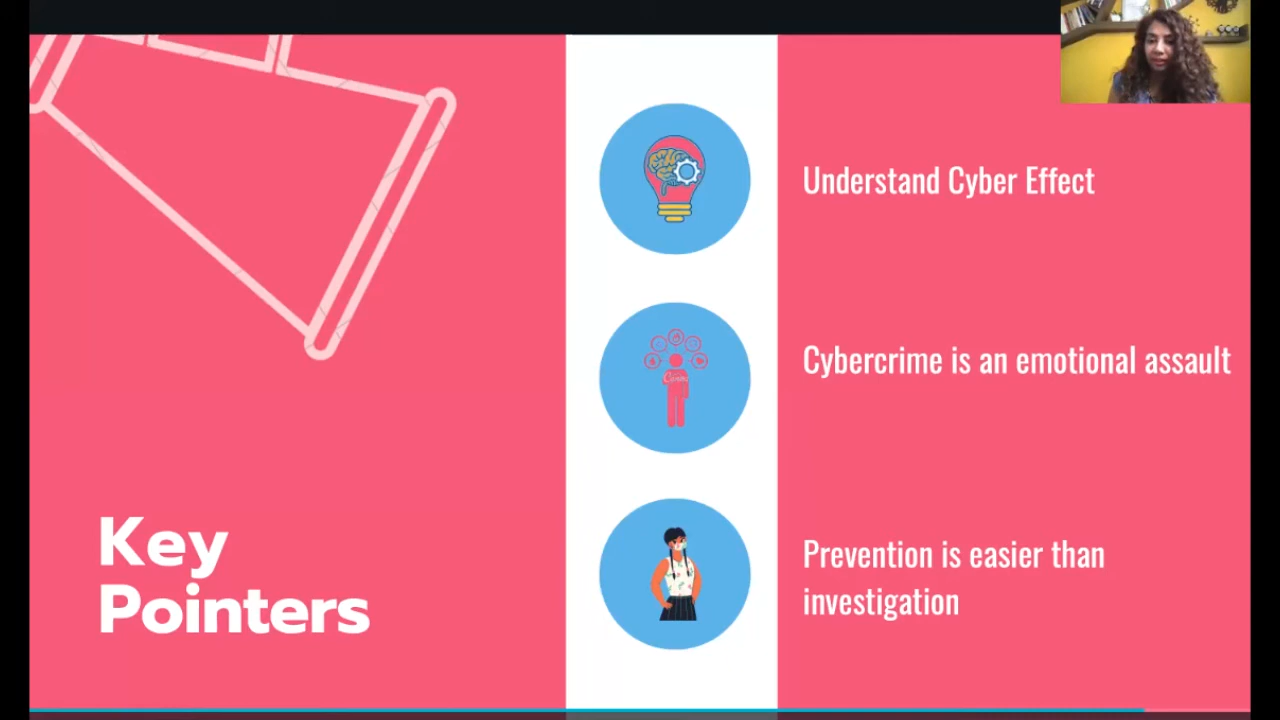 Understand Cyber Effect
Cybercrime is an emotional assault
Prevention is easier than
investigation
Key
Pointers